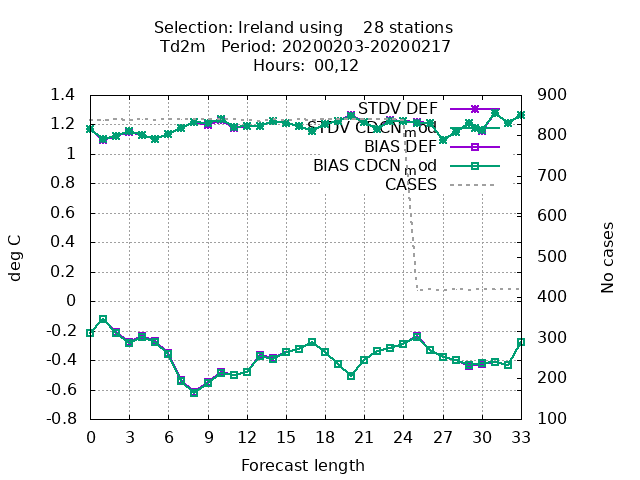 Selection: Ireland using 28 stations
Td2m Period: 20200203-20200217
Hours: 00,12
1.4
1.2
1
0.8
0.6
0.4
0.2
0
-0.2
-0.4
-0.6
-0.8
deg C
STDV DEF
STDV CDCN_mod
BIAS DEF
BIAS CDCN_mod
CASES
900
800
700
600
500
400
300
200
100
No cases
0 3 6 9 12 15 18 21 24 27 30 33
Forecast length